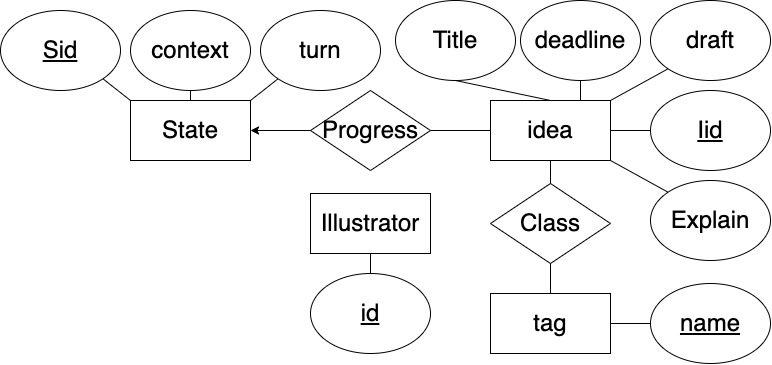 Sid
context
turn
Title
deadline
draft
State
Progress
idea
Iid
Illustrator
Class
Explain
id
tag
name